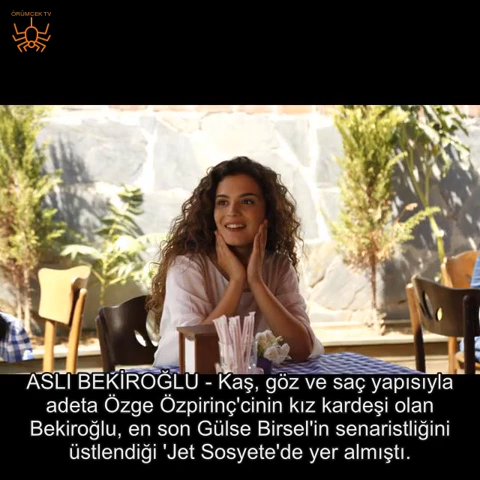 ÖRÜMCEK TV
ASLI BEKİROĞLU - Kaş, göz ve saç yapısıyla
adeta Özge Özpirinç'cinin kız kardeşi olan
Bekiroğlu, en son Gülse Birsel'in senaristliğini
üstlendiği 'Jet Sosyete'de yer almıştı.